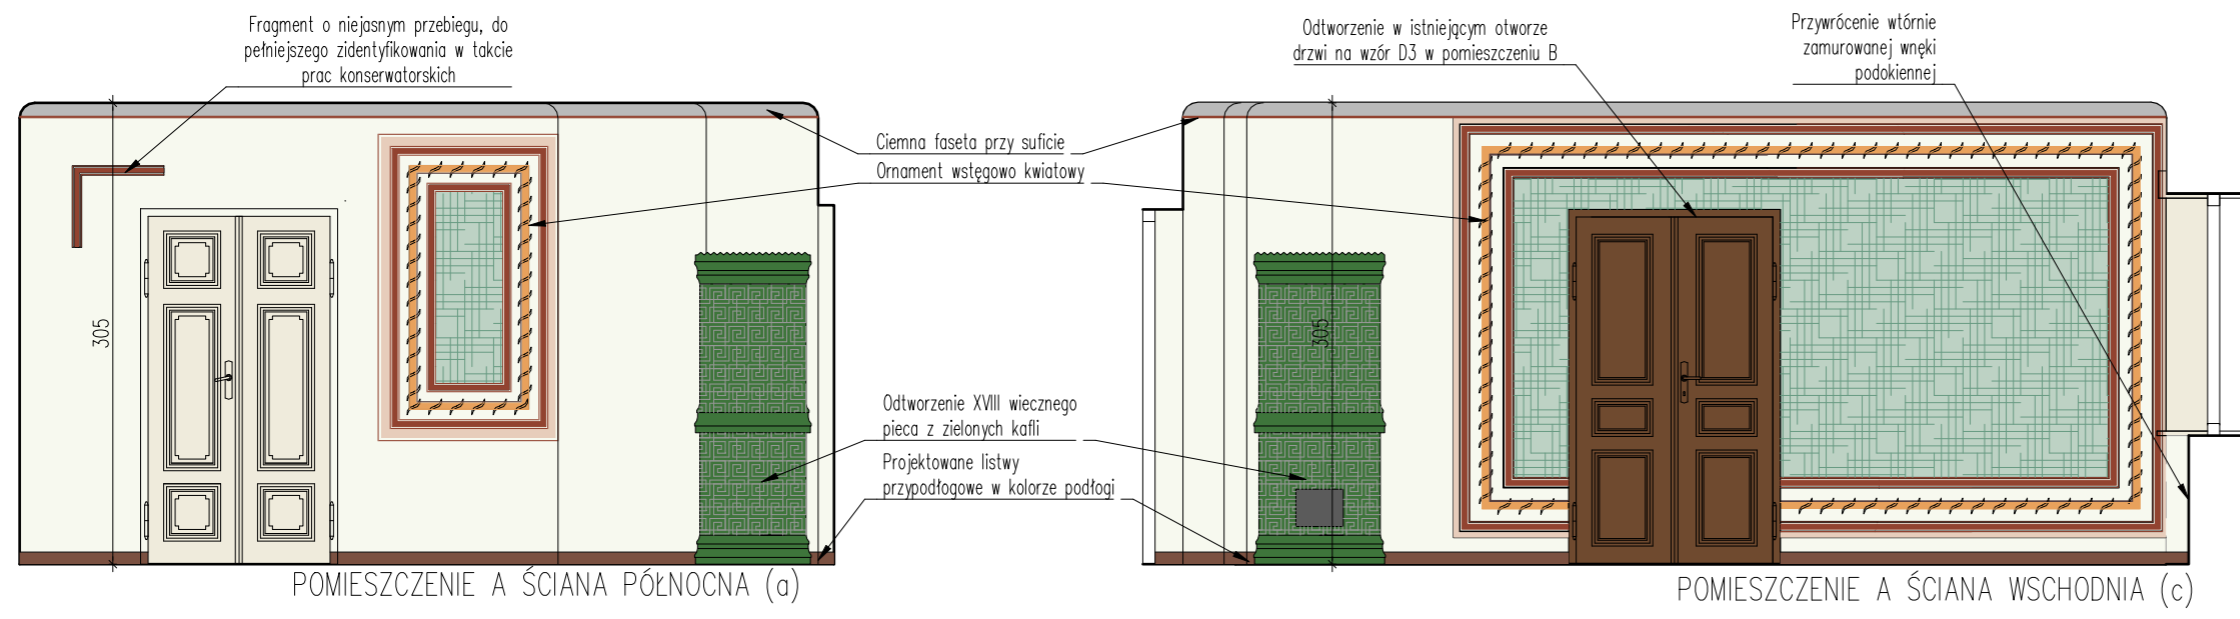 Fragment o niejasnym przebiegu, do
pełniejszego zidentyfikowania w takcie
prac konserwatorskich
Odtworzenie w istniejącym otworze
drzwi na wzór D3 w pomieszczeniu B
Przywrócenie wtórnie
zamurowanej wnęki
podokiennej
Ciemna faseta przy suficie
Ornament wstęgowo kwiatowy
305
305
Odtworzenie XVIII wiecznego
pieca z zielonych kafli
Projektowane listwy
przypodłogowe w kolorze podłogi
POMIESZCZENIE A ŚCIANA PÓŁNOCNA (a)
POMIESZCZENIE A ŚCIANA WSCHODNIA (c)